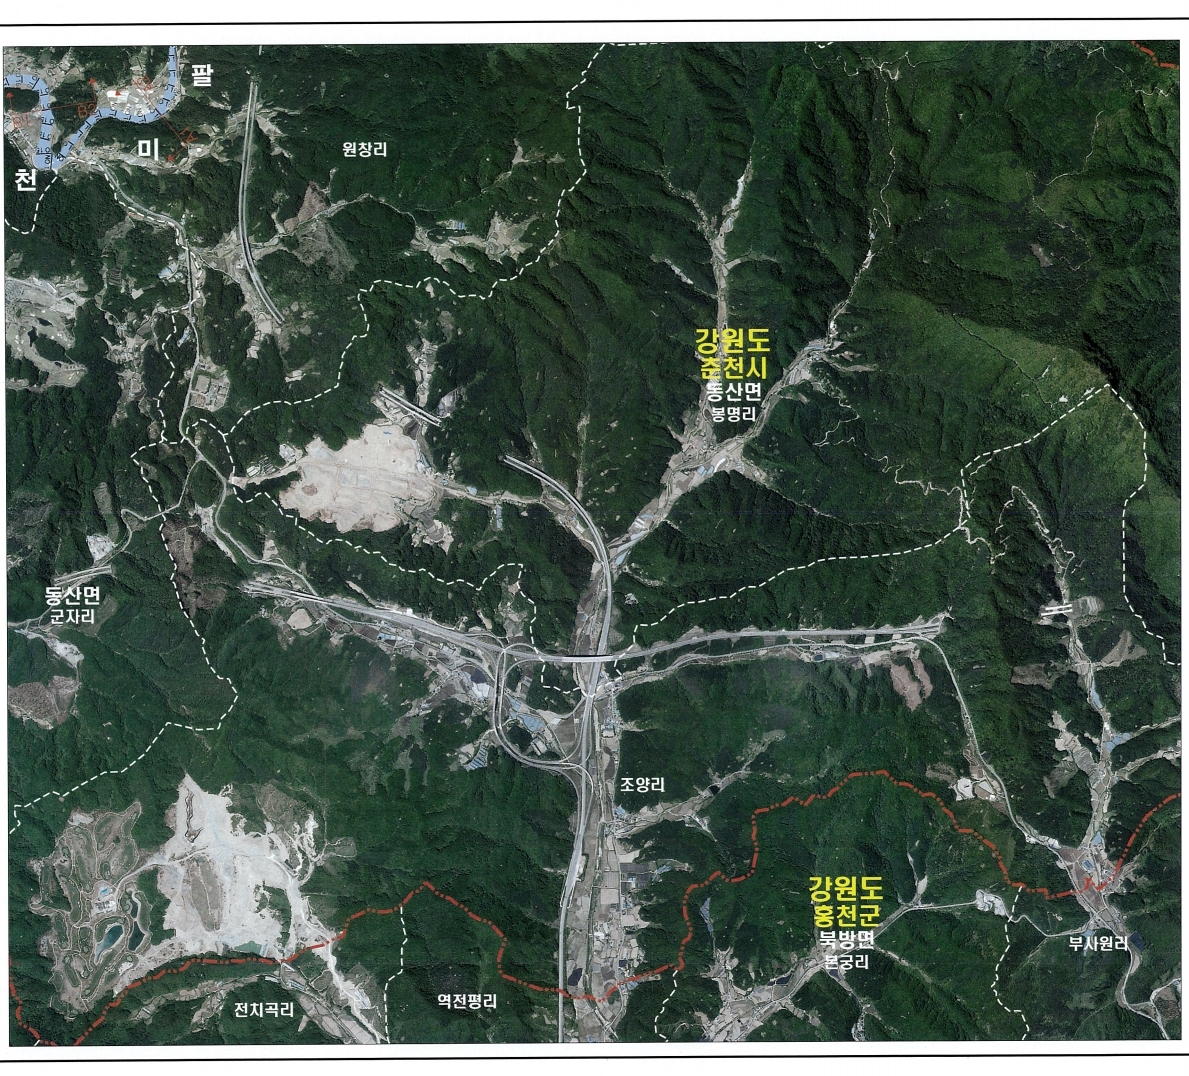 팔
미
천
원창리
강원도
춘천시
동산면
봉명리
동산면
군자리
조양리
강원도
홍천군
북방면
본궁리
부사원리
전치곡리
역전평리